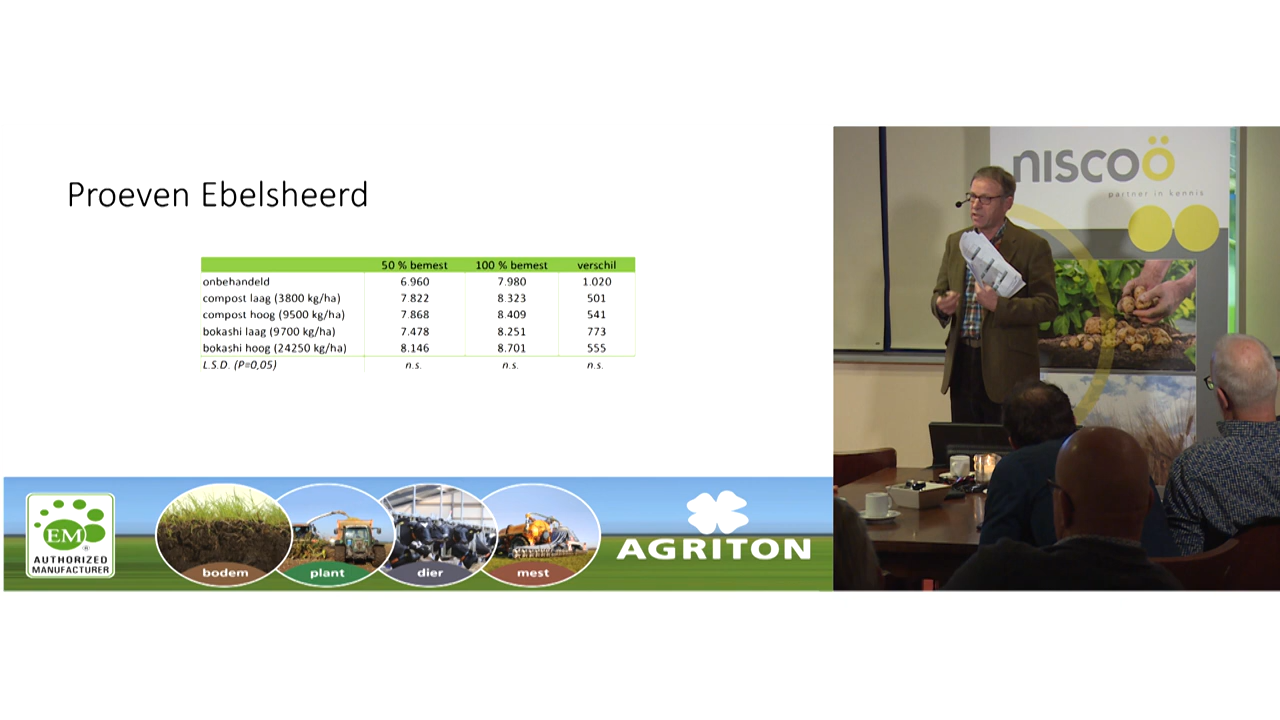 Proeven Ebelsheerd
50 % bemest 100 % bemest verschil
onbehandeld 6.960 7.980 1.020
compost laag (3800 kg/ha) 7.822 8.323 501
compost hoog (9500 kg/ha) 7.868 8.409 541
bokashi laag (9700 kg/ha) 7.478 8.251 773
bokashi hoog (24250 kg/ha) 8.146 8.701 555
L.S.D. (P=0,05) n.s. n.s. n.s.
EM®
AUTHORIZED
MANUFACTURER
bodem
plant
dier
mest
AGRITON
nıscoö
partner in kennis